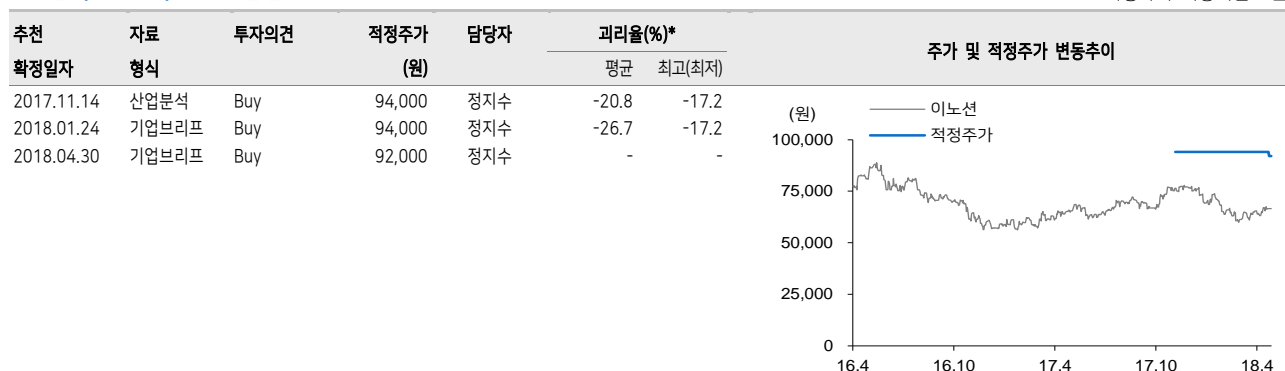 추천 자료 투자의견 적정주가 담당자 괴리율(%)* 주가 및 적정주가 변동추이
확정일자 형식 (원) 평균 최고(최저)
2017.11.14 산업분석 Buy 94,000 정지수 -20.8 -17.2
2018.01.24 기업브리프 Buy 94,000 정지수 -26.7 -17.2
2018.04.30 기업브리프 Buy 92,000 정지수 - -
(원)
이노션
적정주가
100,000
75,000
50,000
25,000
0
16.4 16.10 17.4 17.10 18.4